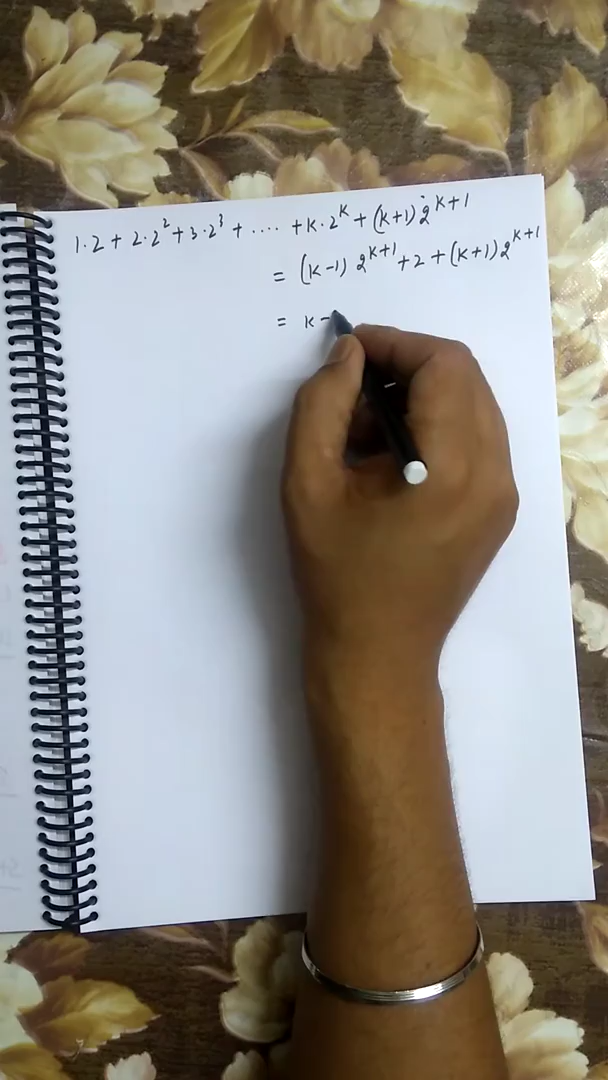 1·2 + 2·2² + 3·2³ + .... + k·2^k + (k+1) 2^k+1
= (k-1) 2^k+1 + 2 + (k+1) 2^k+1
= k -